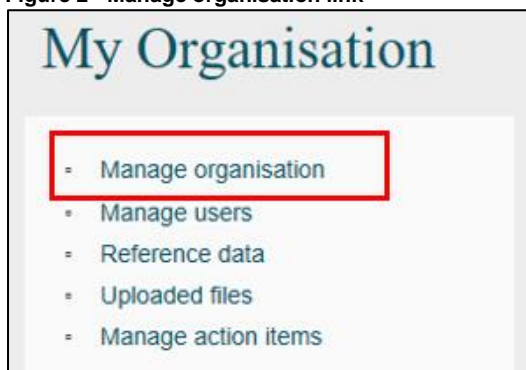 Figure 2 - Manage organisation link
My Organisation
Manage organisation
Manage users
Reference data
Uploaded files
Manage action items